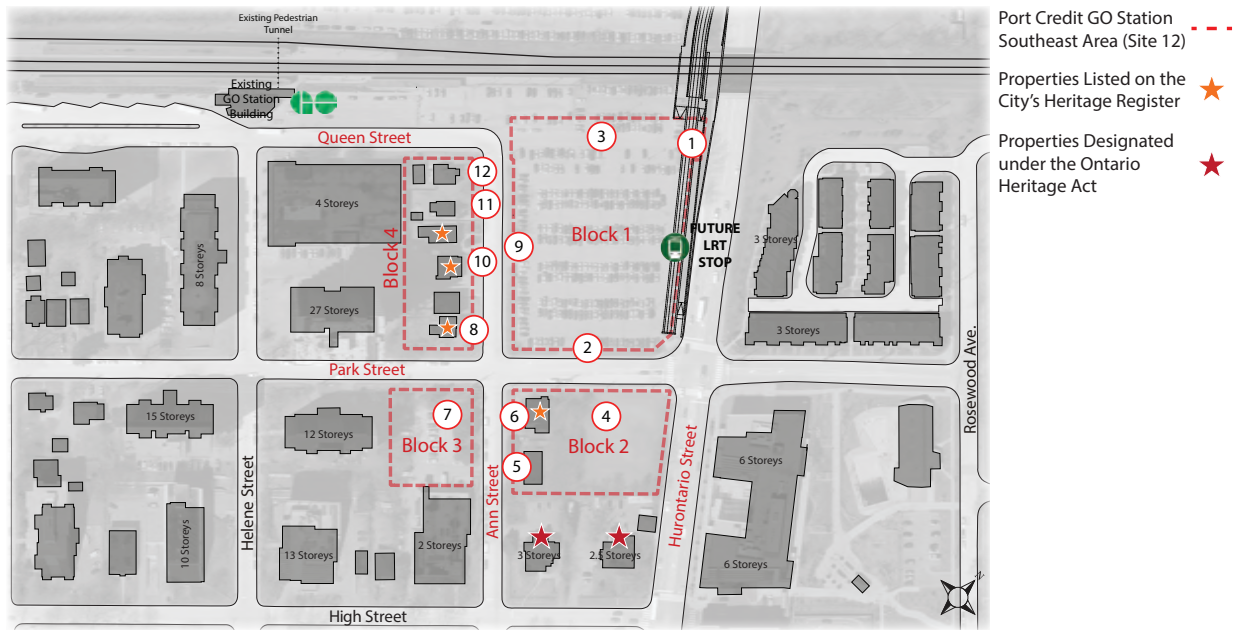 Existing Pedestrian
Tunnel
Port Credit GO Station
Southeast Area (Site 12)
Properties Listed on the
City's Heritage Register
Properties Designated
under the Ontario
Heritage Act
Existing
GO Station
Building
GO
Queen Street
3
1
12
11
4 Storeys
8 Storeys
Block 4
9
Block 1
FUTURE
LRT
STOP
3 Storeys
10
27 Storeys
8
2
3 Storeys
Park Street
Rosewood Ave.
15 Storeys
12 Storeys
7
Block 3
6
4
Block 2
5
6 Storeys
Helene Street
Ann Street
Hurontario Street
10 Storeys
13 Storeys
2 Storeys
3 Storeys
2.5 Storeys
6 Storeys
N
High Street